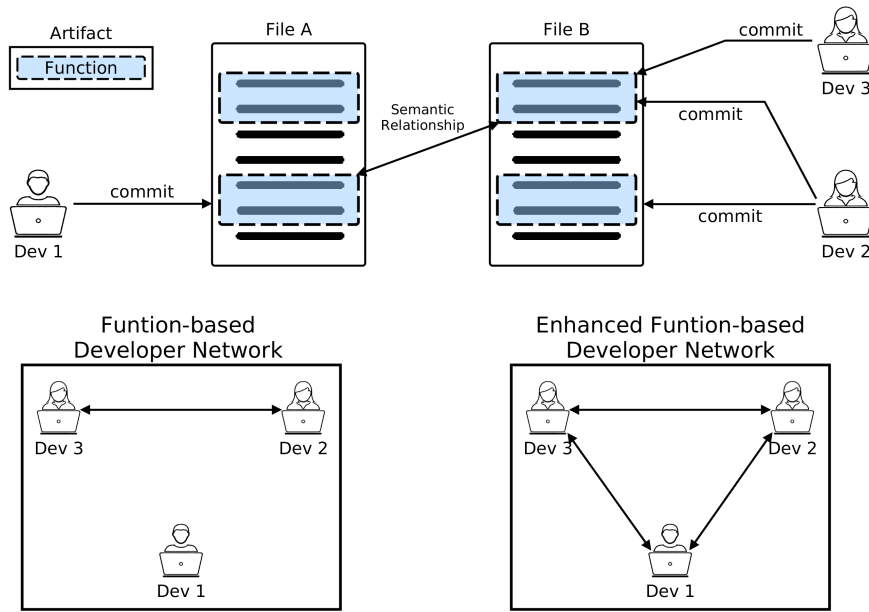 Artifact
Function
File A
File B
commit
Dev 3
Semantic
Relationship
commit
commit
Dev 1
commit
Dev 2
Funtion-based
Developer Network
Dev 3
Dev 2
Dev 1
Enhanced Funtion-based
Developer Network
Dev 3
Dev 2
Dev 1